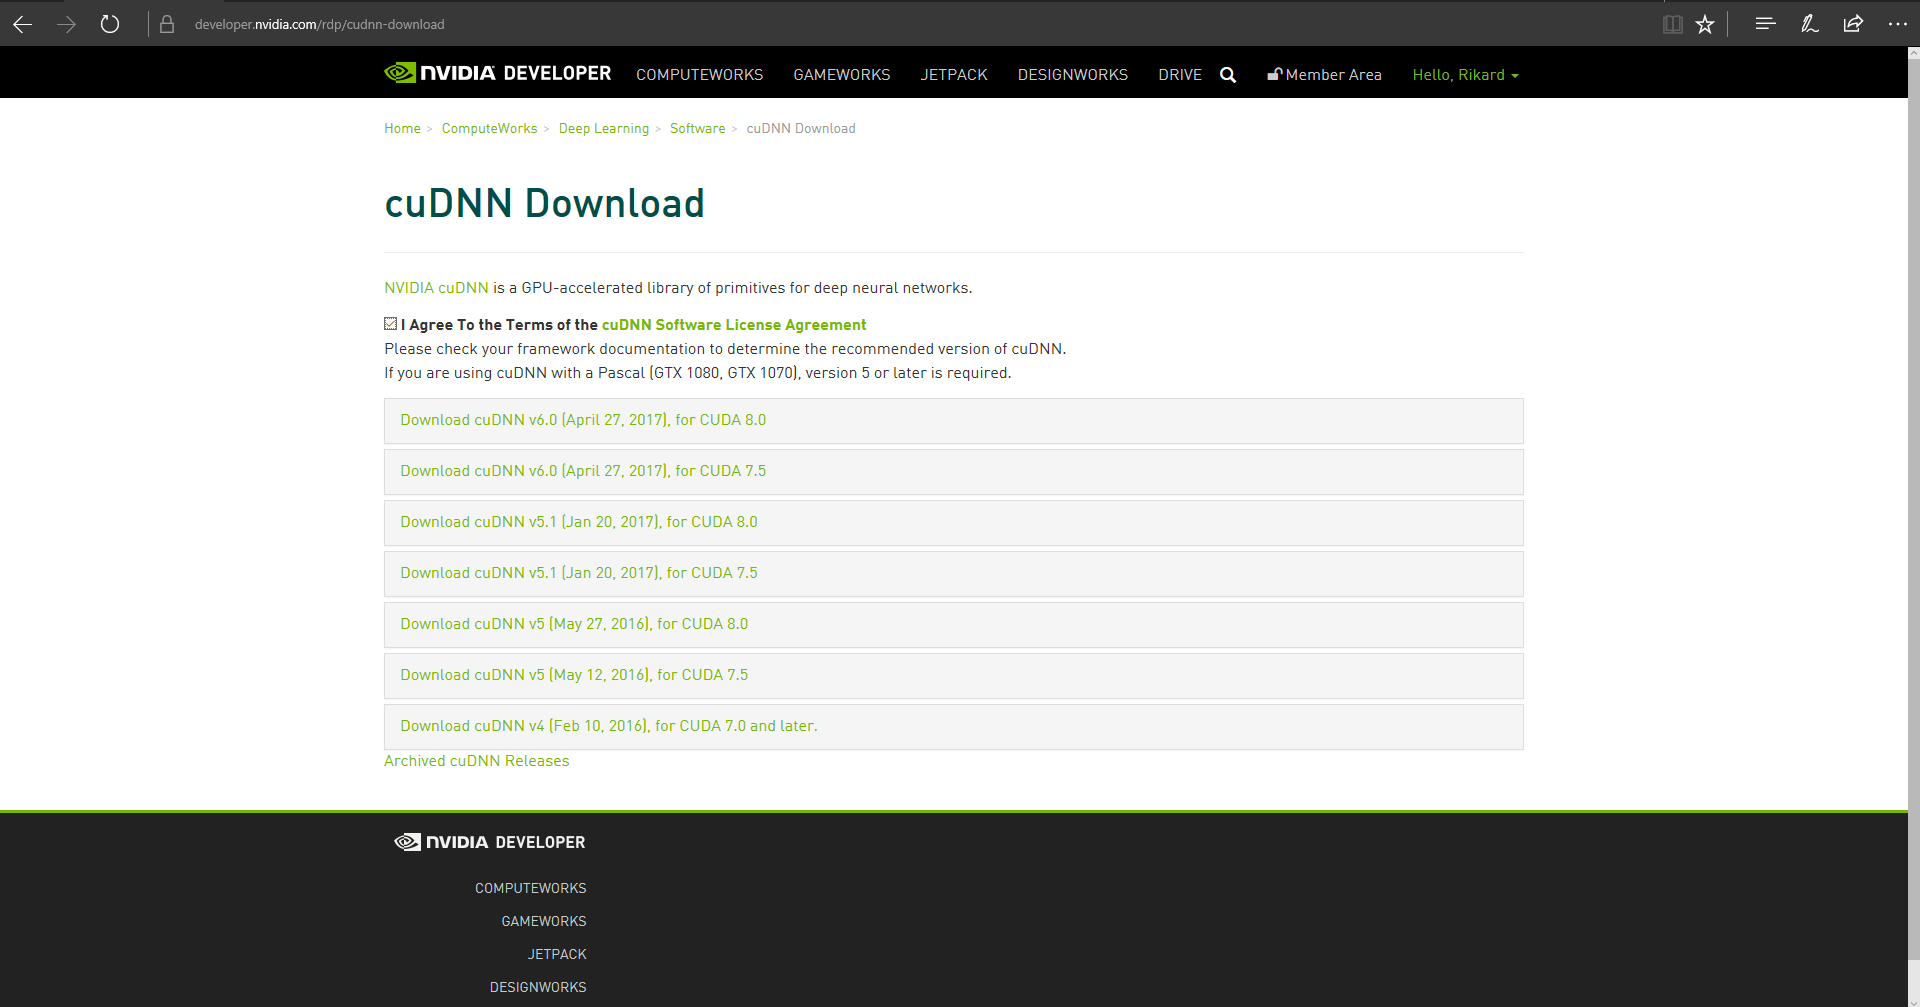 developer.nvidia.com/rdp/cudnn-download
NVIDIA DEVELOPER COMPUTEWORKS GAMEWORKS JETPACK DESIGNWORKS DRIVE Member Area Hello, Rikard
Home > ComputeWorks > Deep Learning > Software > cuDNN Download
cuDNN Download
NVIDIA cuDNN is a GPU-accelerated library of primitives for deep neural networks.
I Agree To the Terms of the cuDNN Software License Agreement
Please check your framework documentation to determine the recommended version of cuDNN.
If you are using cuDNN with a Pascal (GTX 1080, GTX 1070), version 5 or later is required.
Download cuDNN v6.0 (April 27, 2017), for CUDA 8.0
Download cuDNN v6.0 (April 27, 2017), for CUDA 7.5
Download cuDNN v5.1 (Jan 20, 2017), for CUDA 8.0
Download cuDNN v5.1 (Jan 20, 2017), for CUDA 7.5
Download cuDNN v5 (May 27, 2016), for CUDA 8.0
Download cuDNN v5 (May 12, 2016), for CUDA 7.5
Download cuDNN v4 (Feb 10, 2016), for CUDA 7.0 and later.
Archived cuDNN Releases
NVIDIA DEVELOPER
COMPUTEWORKS
GAMEWORKS
JETPACK
DESIGNWORKS